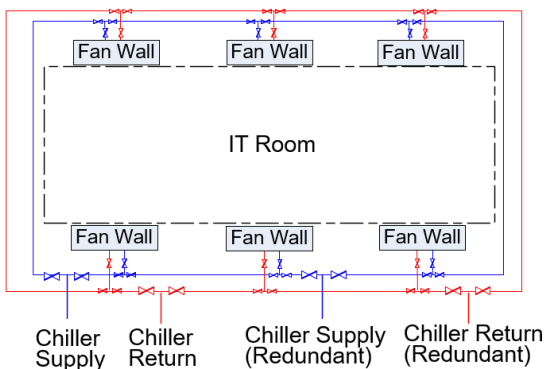 Fan Wall
Fan Wall
Fan Wall
IT Room
Fan Wall
Fan Wall
Fan Wall
Chiller
Supply
Chiller
Return
Chiller Supply
(Redundant)
Chiller Return
(Redundant)